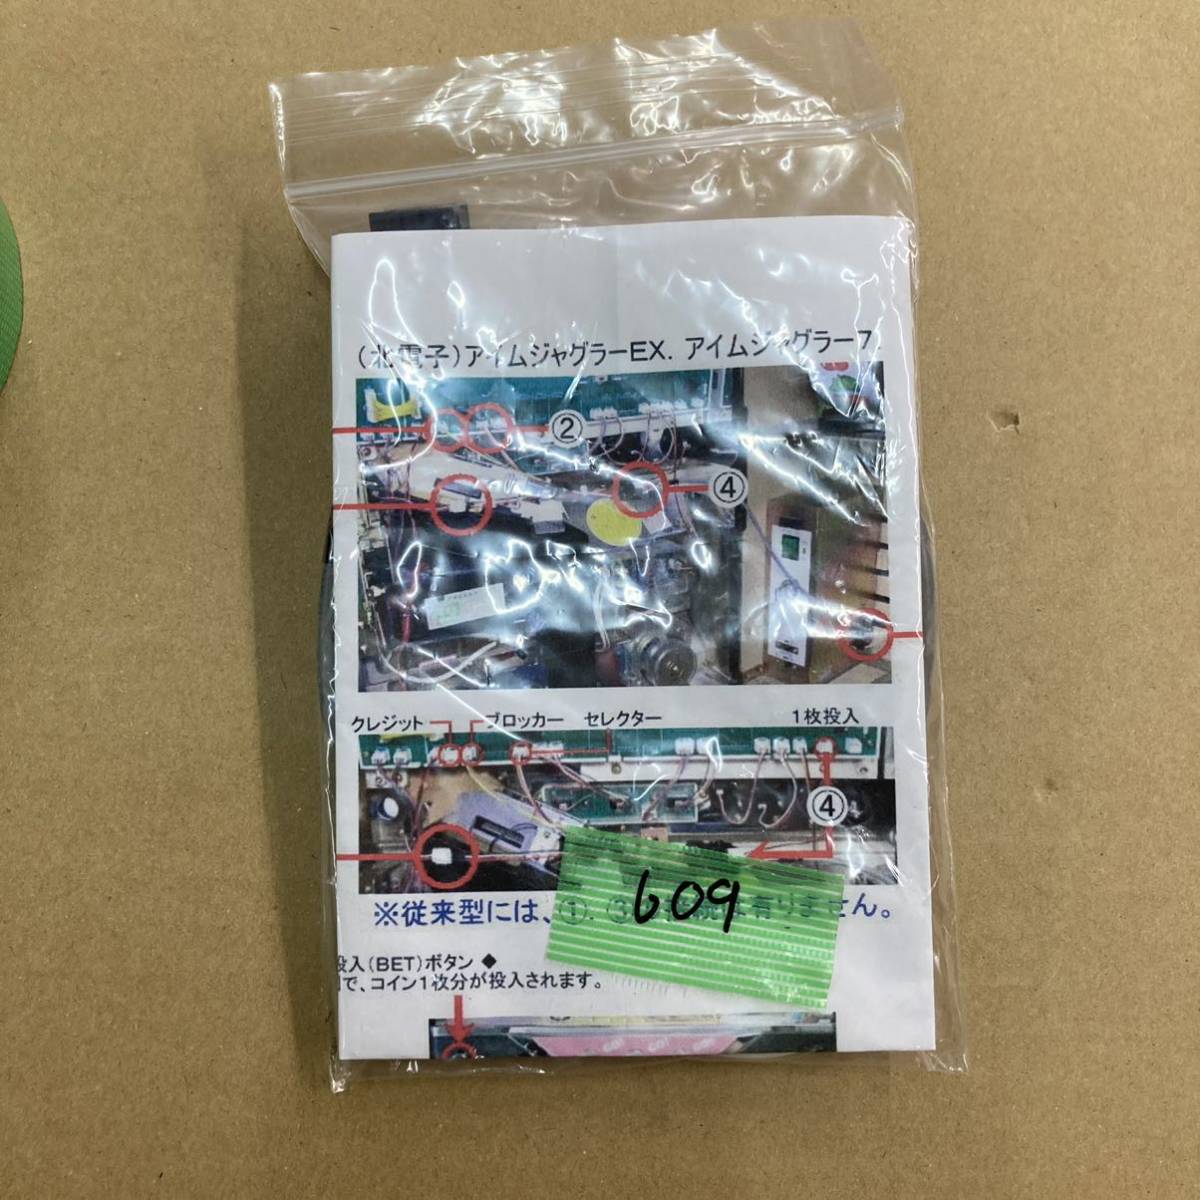 (北電子)アイムジャグラーEX. アイムジャグラー7.
②
④
クレジット ブロッカー セレクター 1枚投入
④
※従来型には、①. ③ 有りません。
609
投入(BET)ボタン ◆
で、コイン1枚分が投入されます。
GO! GO! GO!